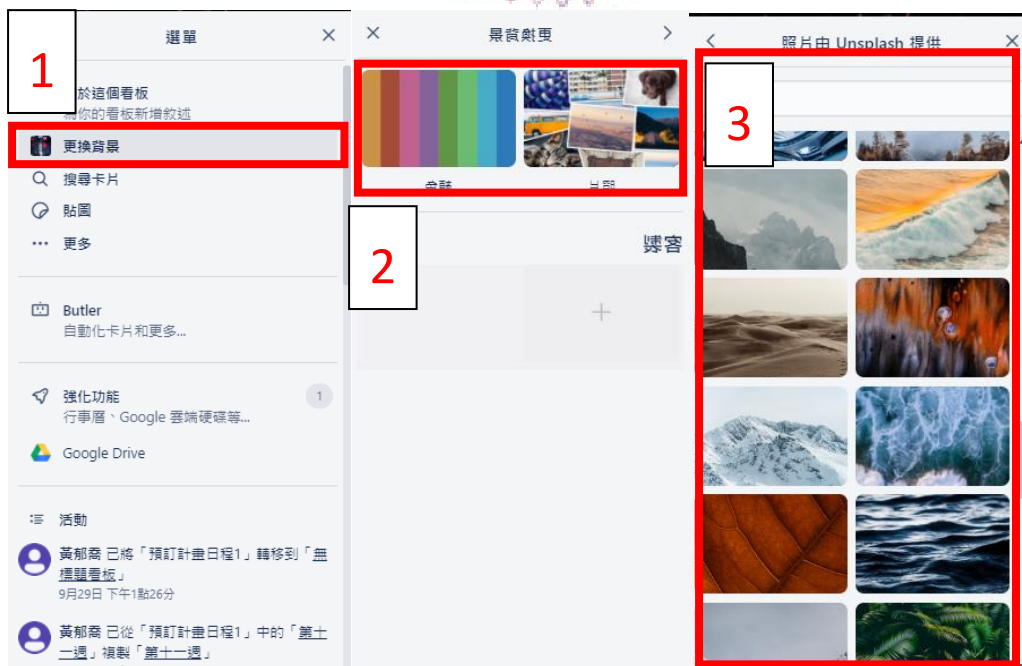 1
選單
於這個看板
為你的看板新增敘述
更換背景
搜尋卡片
貼圖
更多
Butler
自動化卡片和更多...
強化功能
1
行事曆、Google 雲端硬碟等...
Google Drive
活動
黃郁喬 已將「預訂計畫日程1」轉移到「無
標題看板」
9月29日 下午1點26分
黃郁喬 已從「預訂計畫日程1」中的「第十
一週」複製「第十一週」
2
更換背景
照片
客製
3
照片由 Unsplash 提供